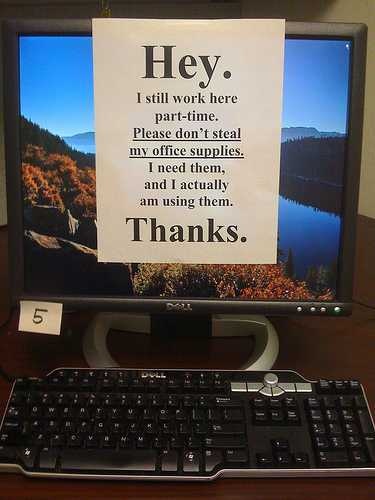 Hey.
I still work here
part-time.
Please don't steal
my office supplies.
I need them,
and I actually
am using them.
Thanks.
DELL
5
DELL